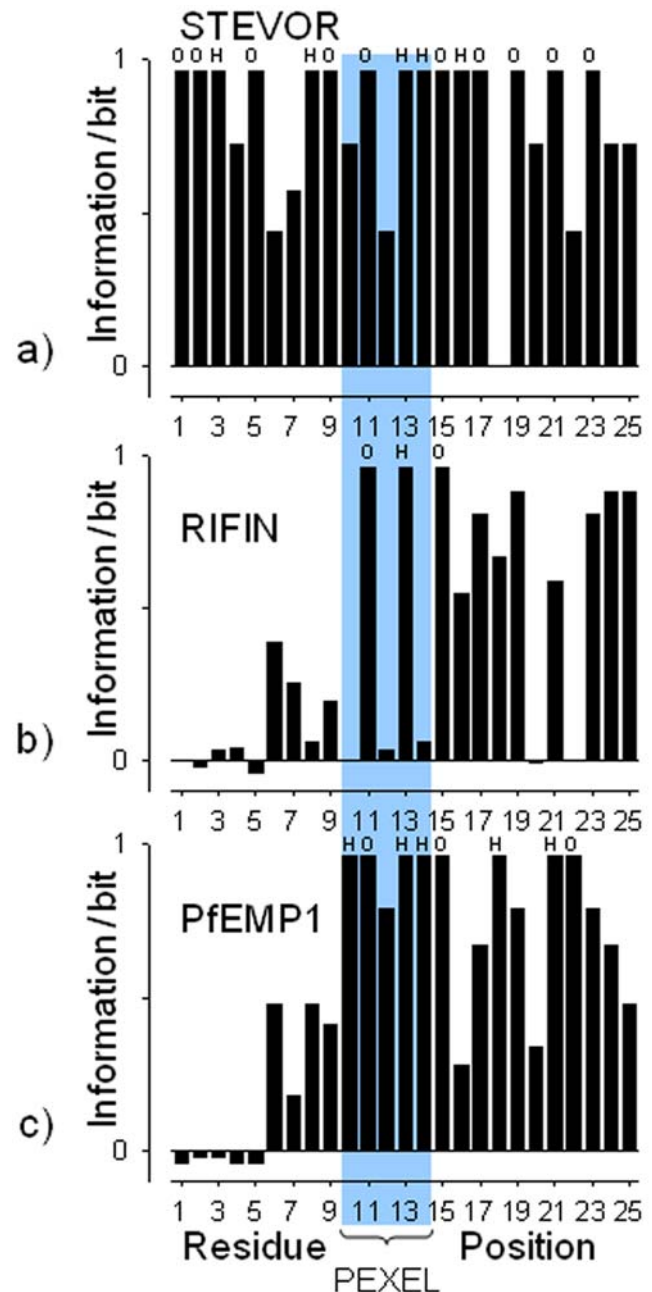 STEVOR
O O H O H O O H H O H O O O O
1
Information/bit
a)
0
1 3 5 7 9 11 13 15 17 19 21 23 25
O H O
1
Information/bit
RIFIN
b)
0
1 3 5 7 9 11 13 15 17 19 21 23 25
H O H H O H H O
1
Information/bit
PfEMP1
c)
0
1 3 5 7 9 11 13 15 17 19 21 23 25
Residue Position
PEXEL